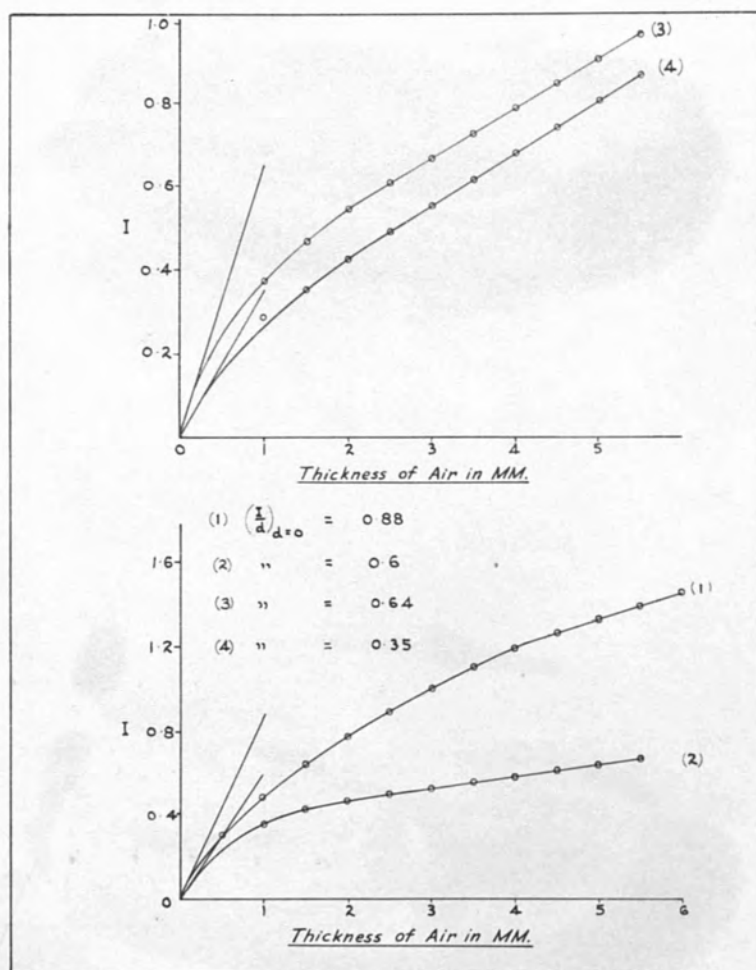 1·0
(3)
(4)
0·8
0·6
I
0·4
0·2
0 1 2 3 4 5
Thickness of Air in MM.
(1) (I/d)d=0 = 0·88
(2) " = 0·6
(3) " = 0·64
(4) " = 0·35
1·6
(1)
1·2
I
0·8
(2)
0·4
0
0 1 2 3 4 5 6
Thickness of Air in MM.